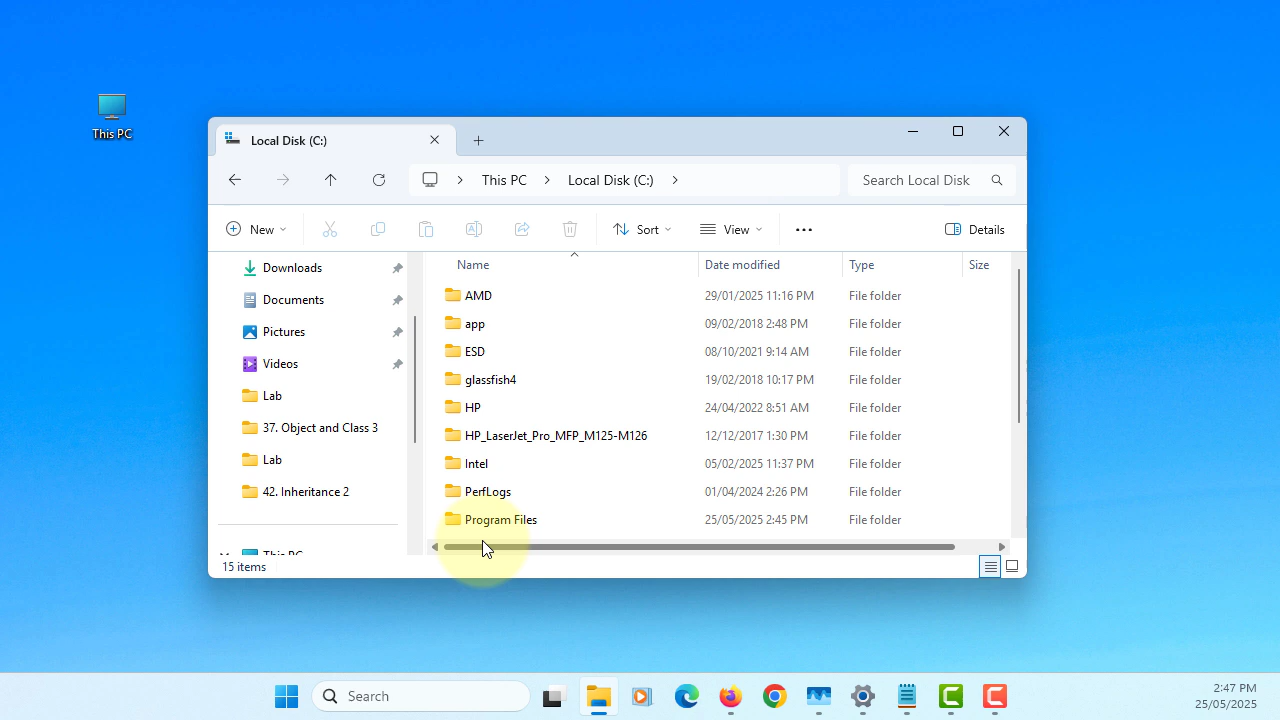 This PC
Local Disk (C:)
This PC
Local Disk (C:)
Search Local Disk
New
Sort
View
Details
Downloads
Documents
Pictures
Videos
Lab
37. Object and Class 3
Lab
42. Inheritance 2
Name Date modified Type Size
AMD 29/01/2025 11:16 PM File folder
app 09/02/2018 2:48 PM File folder
ESD 08/10/2021 9:14 AM File folder
glassfish4 19/02/2018 10:17 PM File folder
HP 24/04/2022 8:51 AM File folder
HP_LaserJet_Pro_MFP_M125-M126 12/12/2017 1:30 PM File folder
Intel 05/02/2025 11:37 PM File folder
PerfLogs 01/04/2024 2:26 PM File folder
Program Files 25/05/2025 2:45 PM File folder
This PC
15 items
Search
2:47 PM
25/05/2025